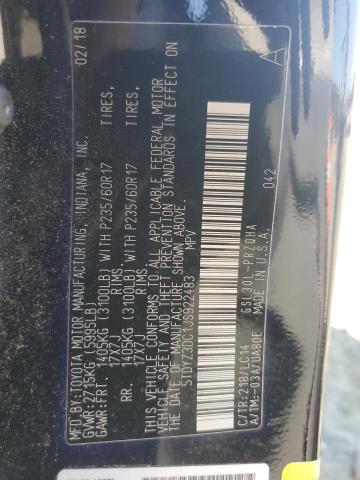 MFD.BY:TOYOTA MOTOR MANUFACTURING, INDIANA, INC. 02/18
GVWR:2715KG (5995LB)
GAWR:FRT. 1405KG (3100LB) WITH P235/60R17 TIRES,
17X7J RIMS
RR. 1405KG (3100LB) WITH P235/60R17 TIRES,
17X7J RIMS
THIS VEHICLE CONFORMS TO ALL APPLICABLE FEDERAL MOTOR
VEHICLE SAFETY AND THEFT PREVENTION STANDARDS IN
EFFECT ON THE DATE OF MANUFACTURE SHOWN ABOVE.
5TDYZ3DC1JS922483 MPV
A
C/TR:218/LC14 GSL30L-PRZQHA
A/TM:-03A/UA80E MADE IN U.S.A. 042